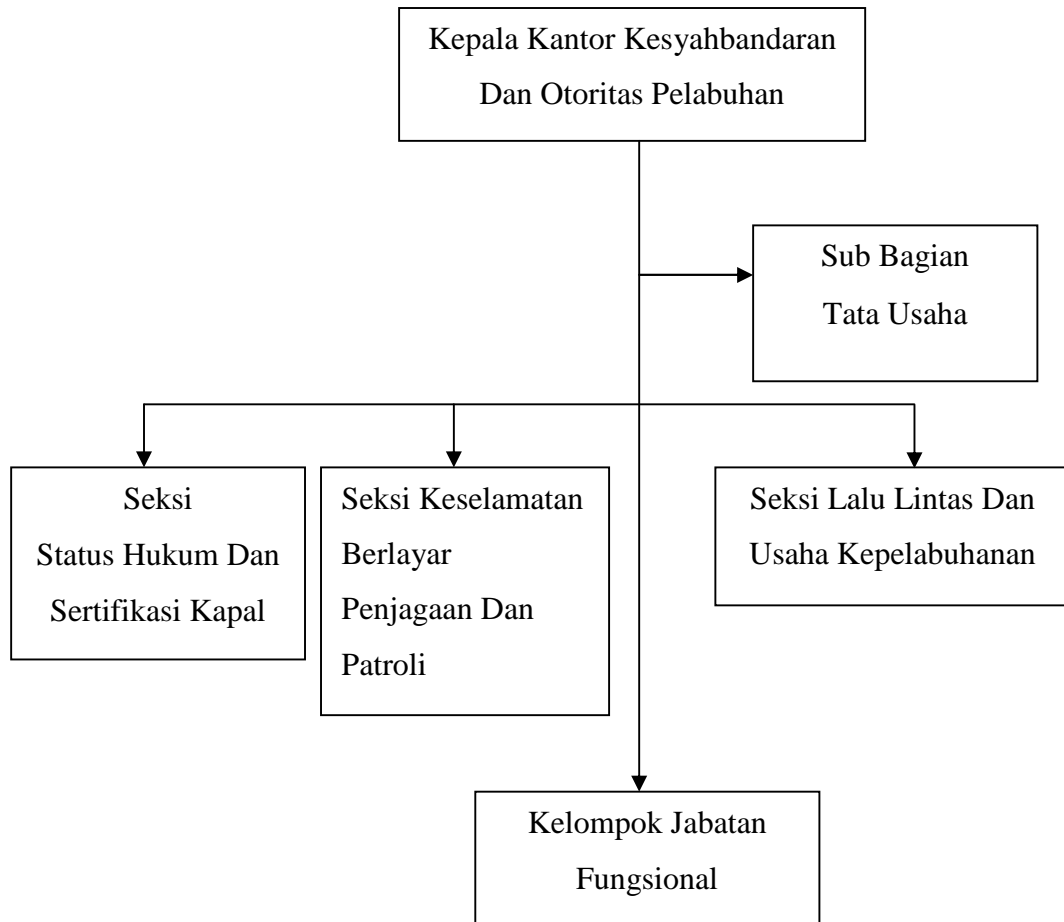 Kepala Kantor Kesyahbandaran
Dan Otoritas Pelabuhan
Sub Bagian
Tata Usaha
Seksi
Status Hukum Dan
Sertifikasi Kapal
Seksi Keselamatan
Berlayar
Penjagaan Dan
Patroli
Seksi Lalu Lintas Dan
Usaha Kepelabuhanan
Kelompok Jabatan
Fungsional